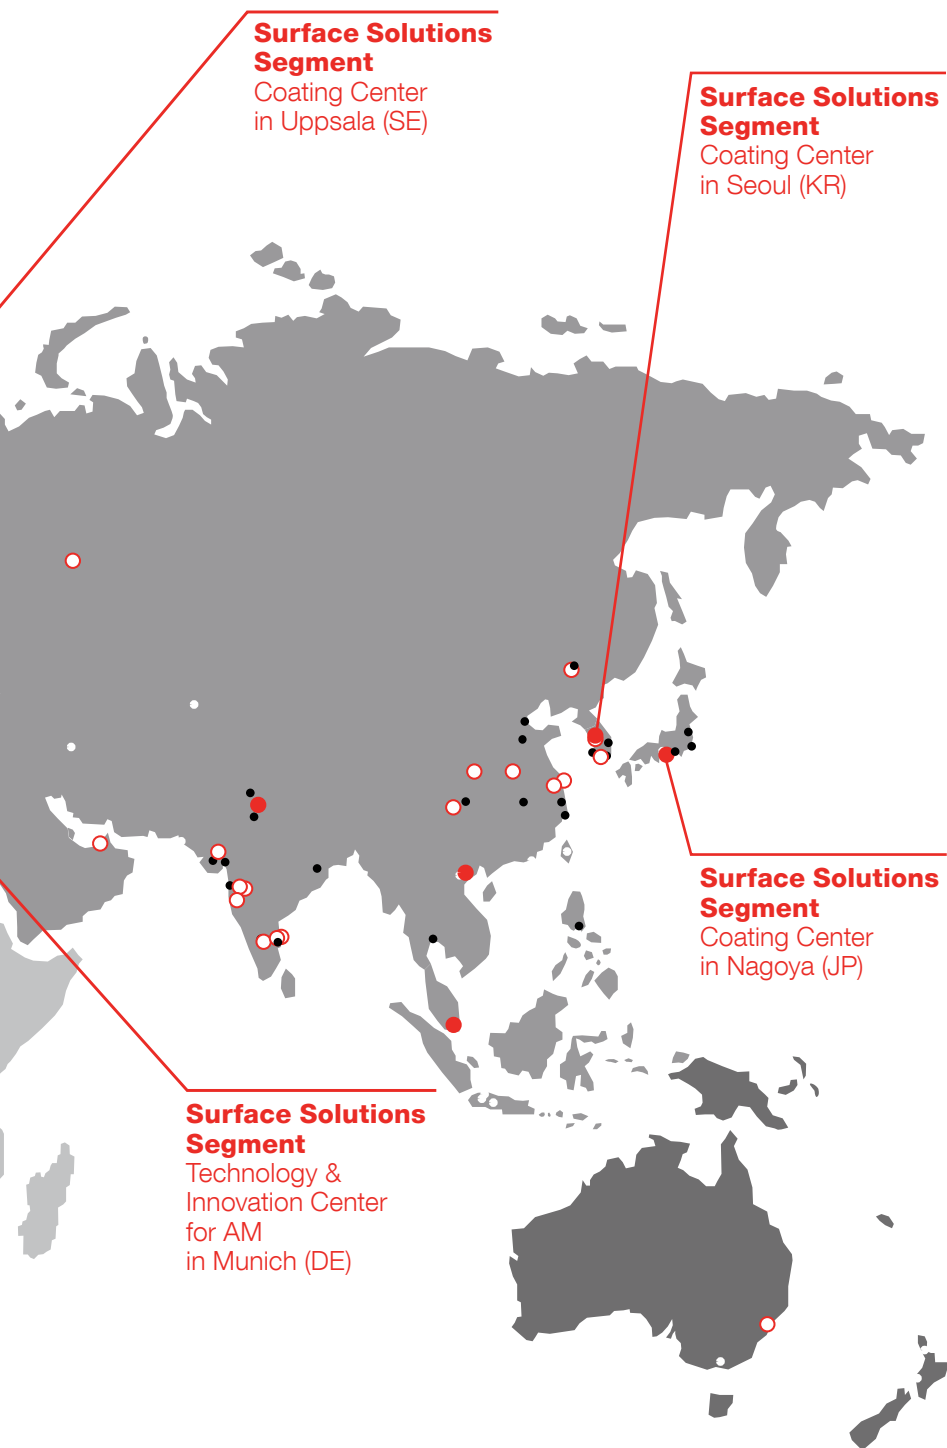 Surface Solutions
Segment
Coating Center
in Uppsala (SE)
Surface Solutions
Segment
Coating Center
in Seoul (KR)
Surface Solutions
Segment
Coating Center
in Nagoya (JP)
Surface Solutions
Segment
Technology &
Innovation Center
for AM
in Munich (DE)